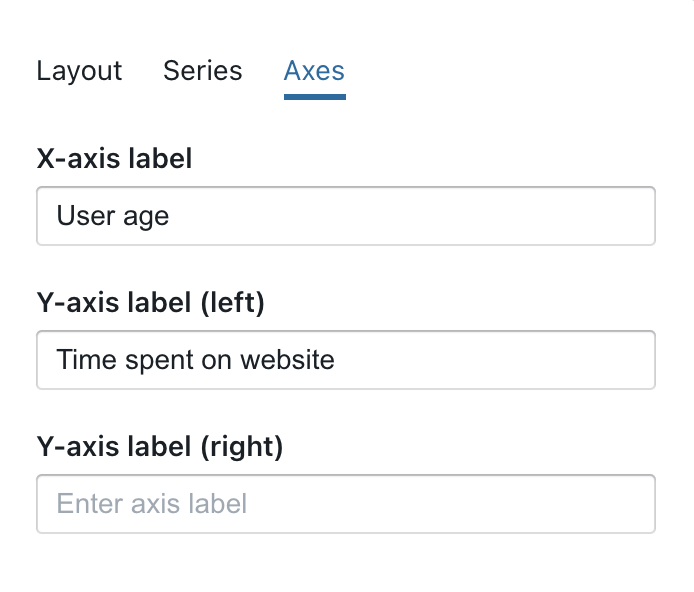 Layout Series Axes
X-axis label
User age
Y-axis label (left)
Time spent on website
Y-axis label (right)
Enter axis label